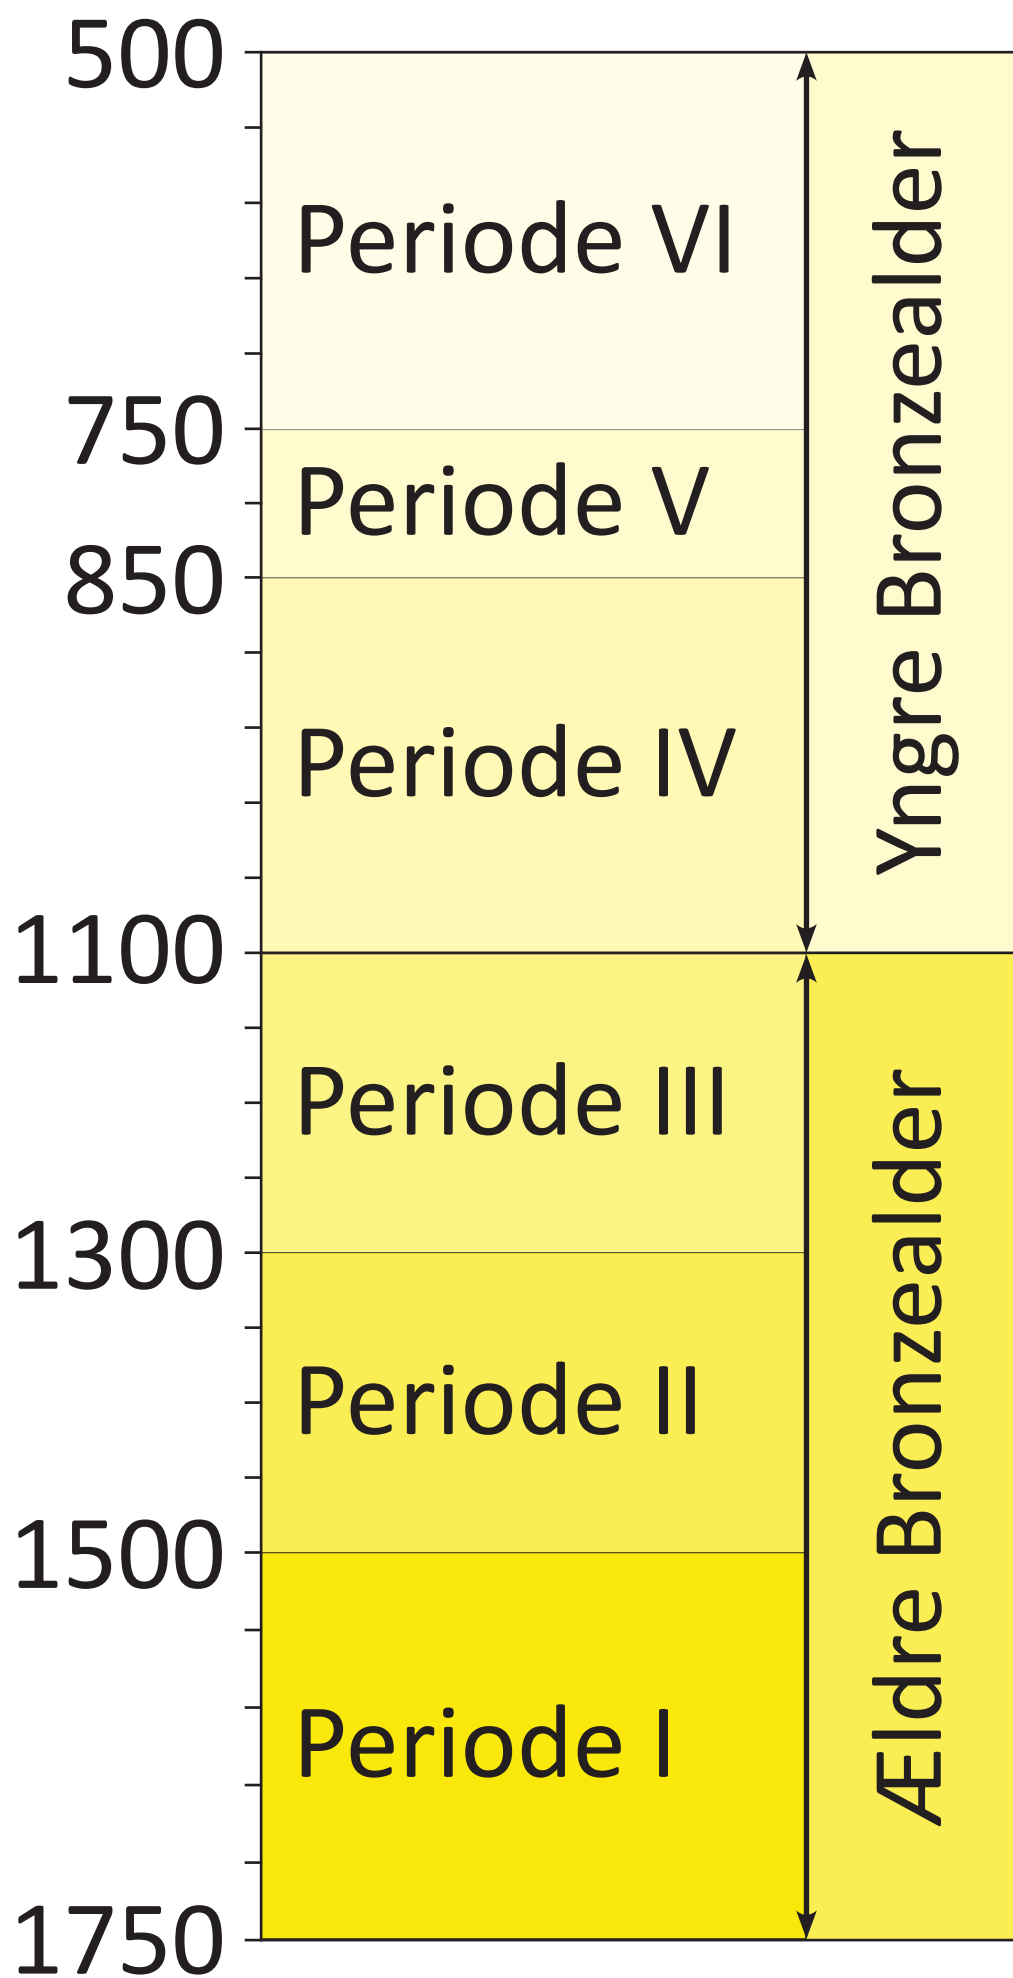 500
Periode VI
750
Periode V
850
Periode IV
Yngre Bronzealder
1100
Periode III
1300
Periode II
1500
Periode I
Ældre Bronzealder
1750